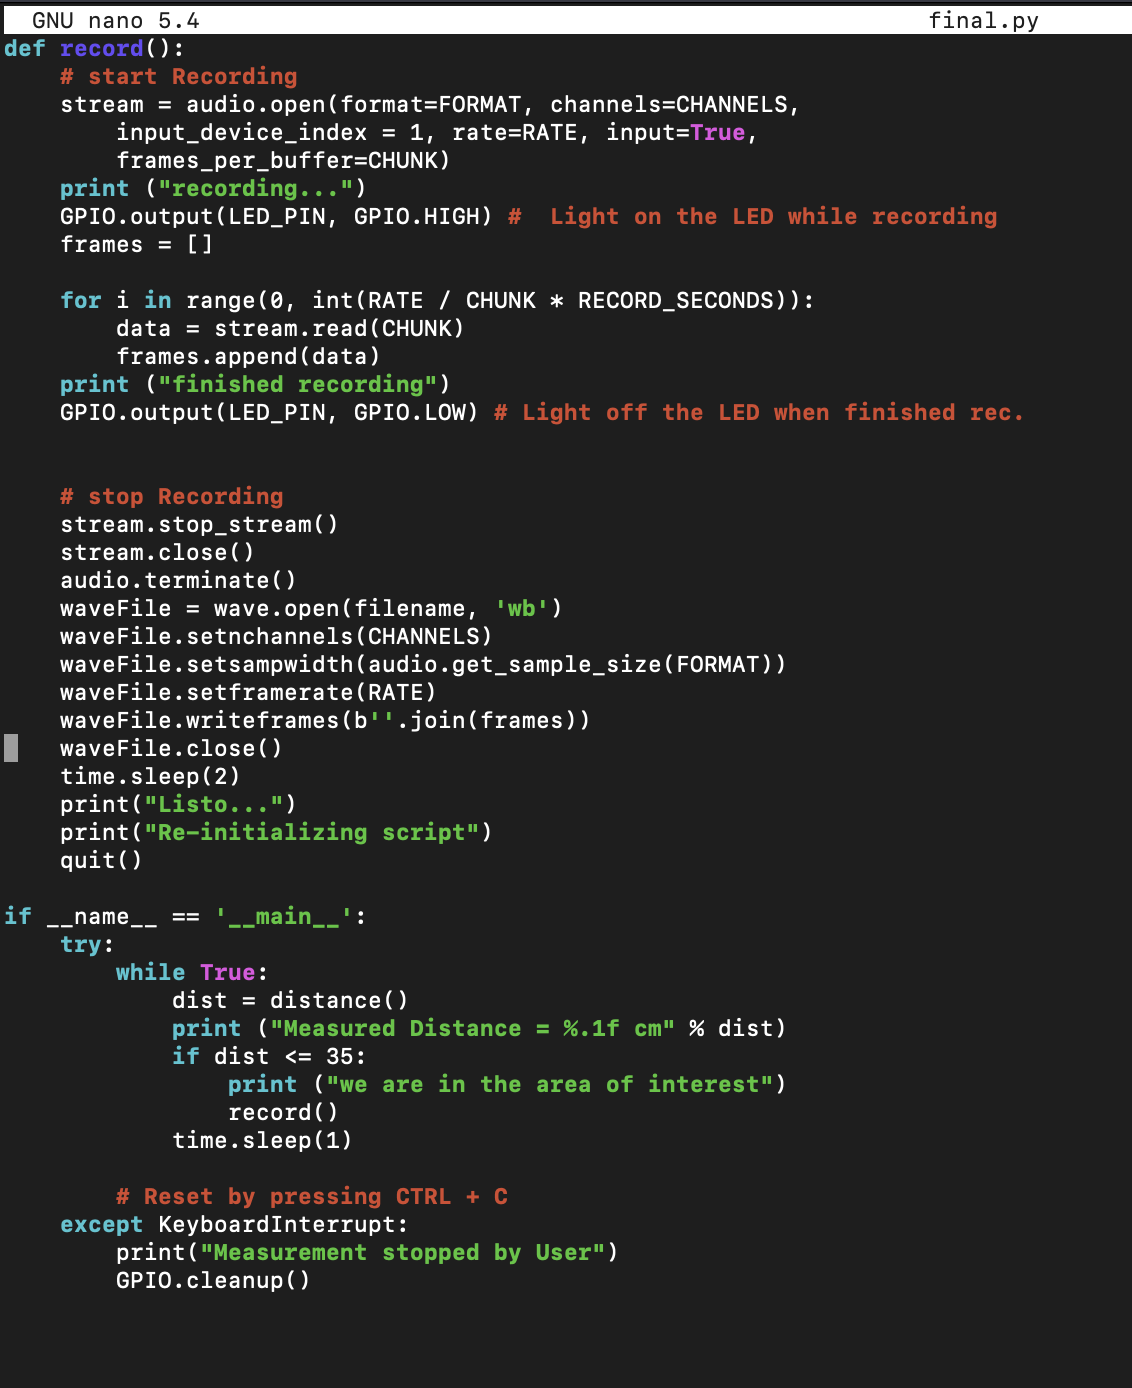 GNU nano 5.4 final.py
def record():
    # start Recording
    stream = audio.open(format=FORMAT, channels=CHANNELS,
        input_device_index = 1, rate=RATE, input=True,
        frames_per_buffer=CHUNK)
    print ("recording...")
    GPIO.output(LED_PIN, GPIO.HIGH) #  Light on the LED while recording
    frames = []

    for i in range(0, int(RATE / CHUNK * RECORD_SECONDS)):
        data = stream.read(CHUNK)
        frames.append(data)
    print ("finished recording")
    GPIO.output(LED_PIN, GPIO.LOW) # Light off the LED when finished rec.


    # stop Recording
    stream.stop_stream()
    stream.close()
    audio.terminate()
    waveFile = wave.open(filename, 'wb')
    waveFile.setnchannels(CHANNELS)
    waveFile.setsampwidth(audio.get_sample_size(FORMAT))
    waveFile.setframerate(RATE)
    waveFile.writeframes(b''.join(frames))
    waveFile.close()
    time.sleep(2)
    print("Listo...")
    print("Re-initializing script")
    quit()

if __name__ == '__main__':
    try:
        while True:
            dist = distance()
            print ("Measured Distance = %.1f cm" % dist)
            if dist <= 35:
                print ("we are in the area of interest")
                record()
            time.sleep(1)

        # Reset by pressing CTRL + C
    except KeyboardInterrupt:
        print("Measurement stopped by User")
        GPIO.cleanup()